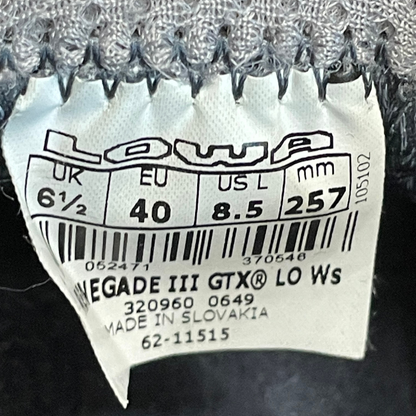 LOWA
UK EU US L mm
6½ 40 8.5 257
105102
052471 370546
EGADE III GTX® LO Ws
320960 0649
MADE IN SLOVAKIA
62-11515